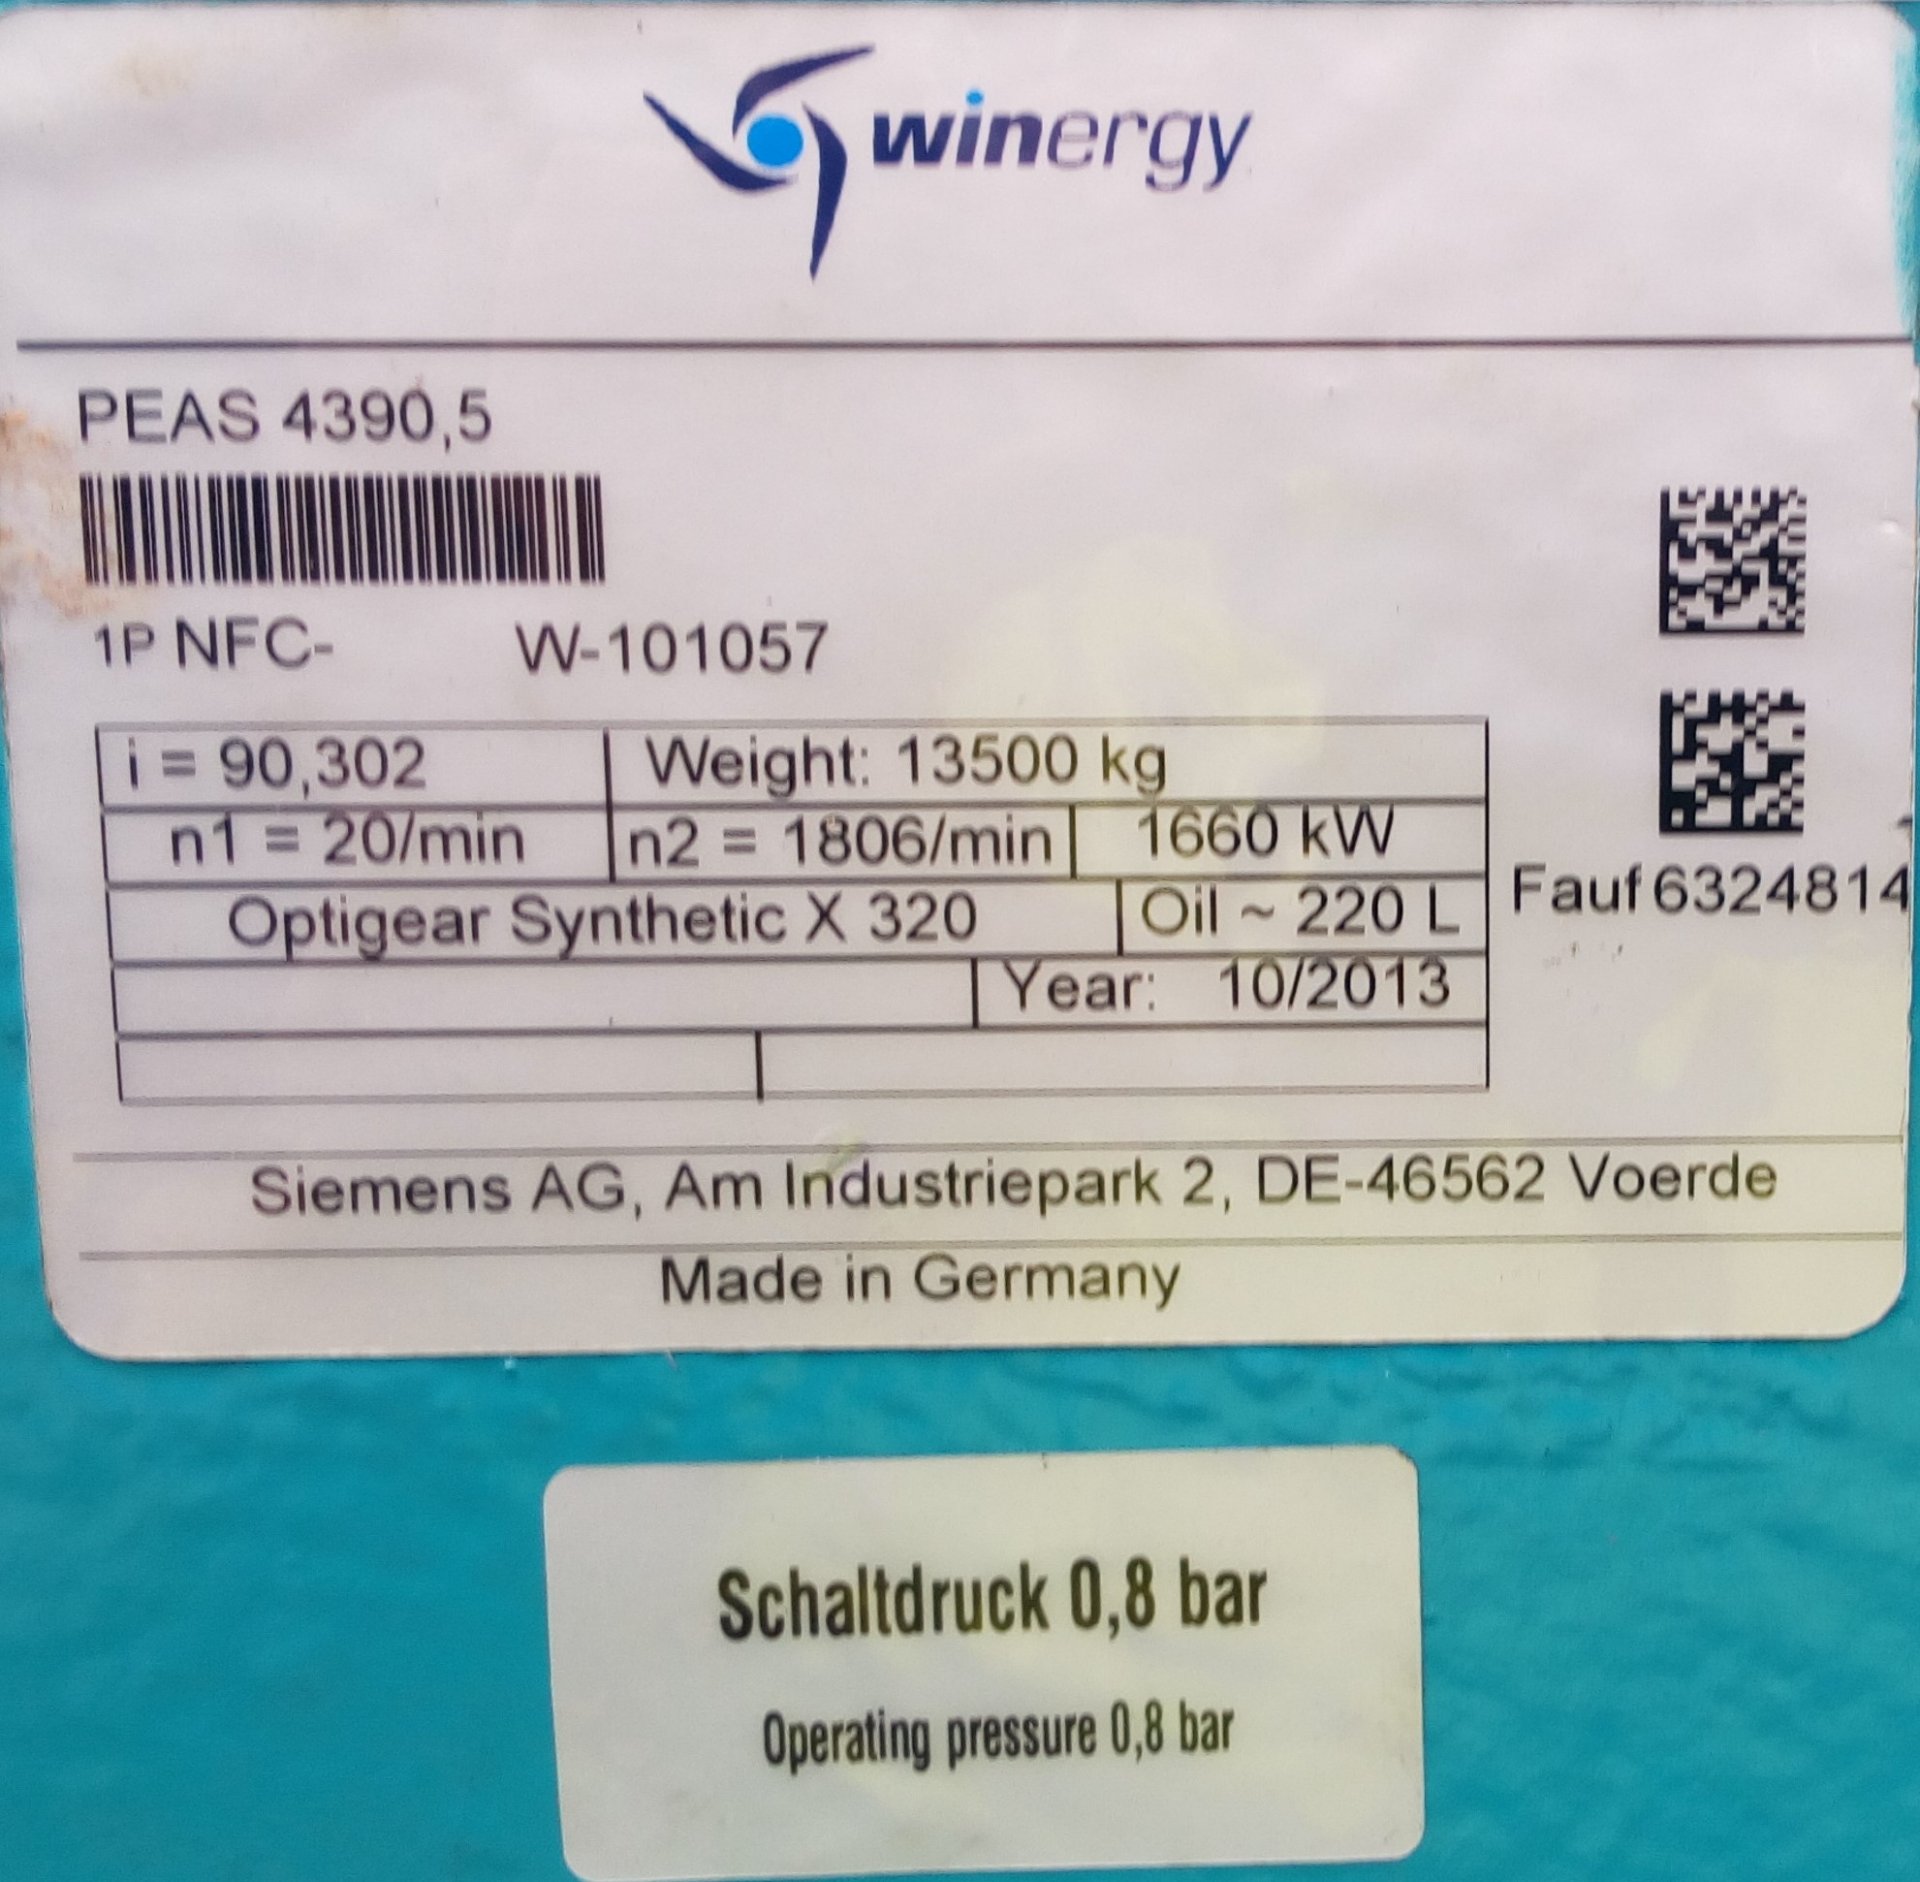 winergy
PEAS 4390,5
1P NFC- W-101057
i = 90,302 Weight: 13500 kg
n1 = 20/min n2 = 1806/min 1660 kW
Optigear Synthetic X 320 Oil ~ 220 L
Fauf 6324814
Year: 10/2013
Siemens AG, Am Industriepark 2, DE-46562 Voerde
Made in Germany
Schaltdruck 0,8 bar
Operating pressure 0,8 bar